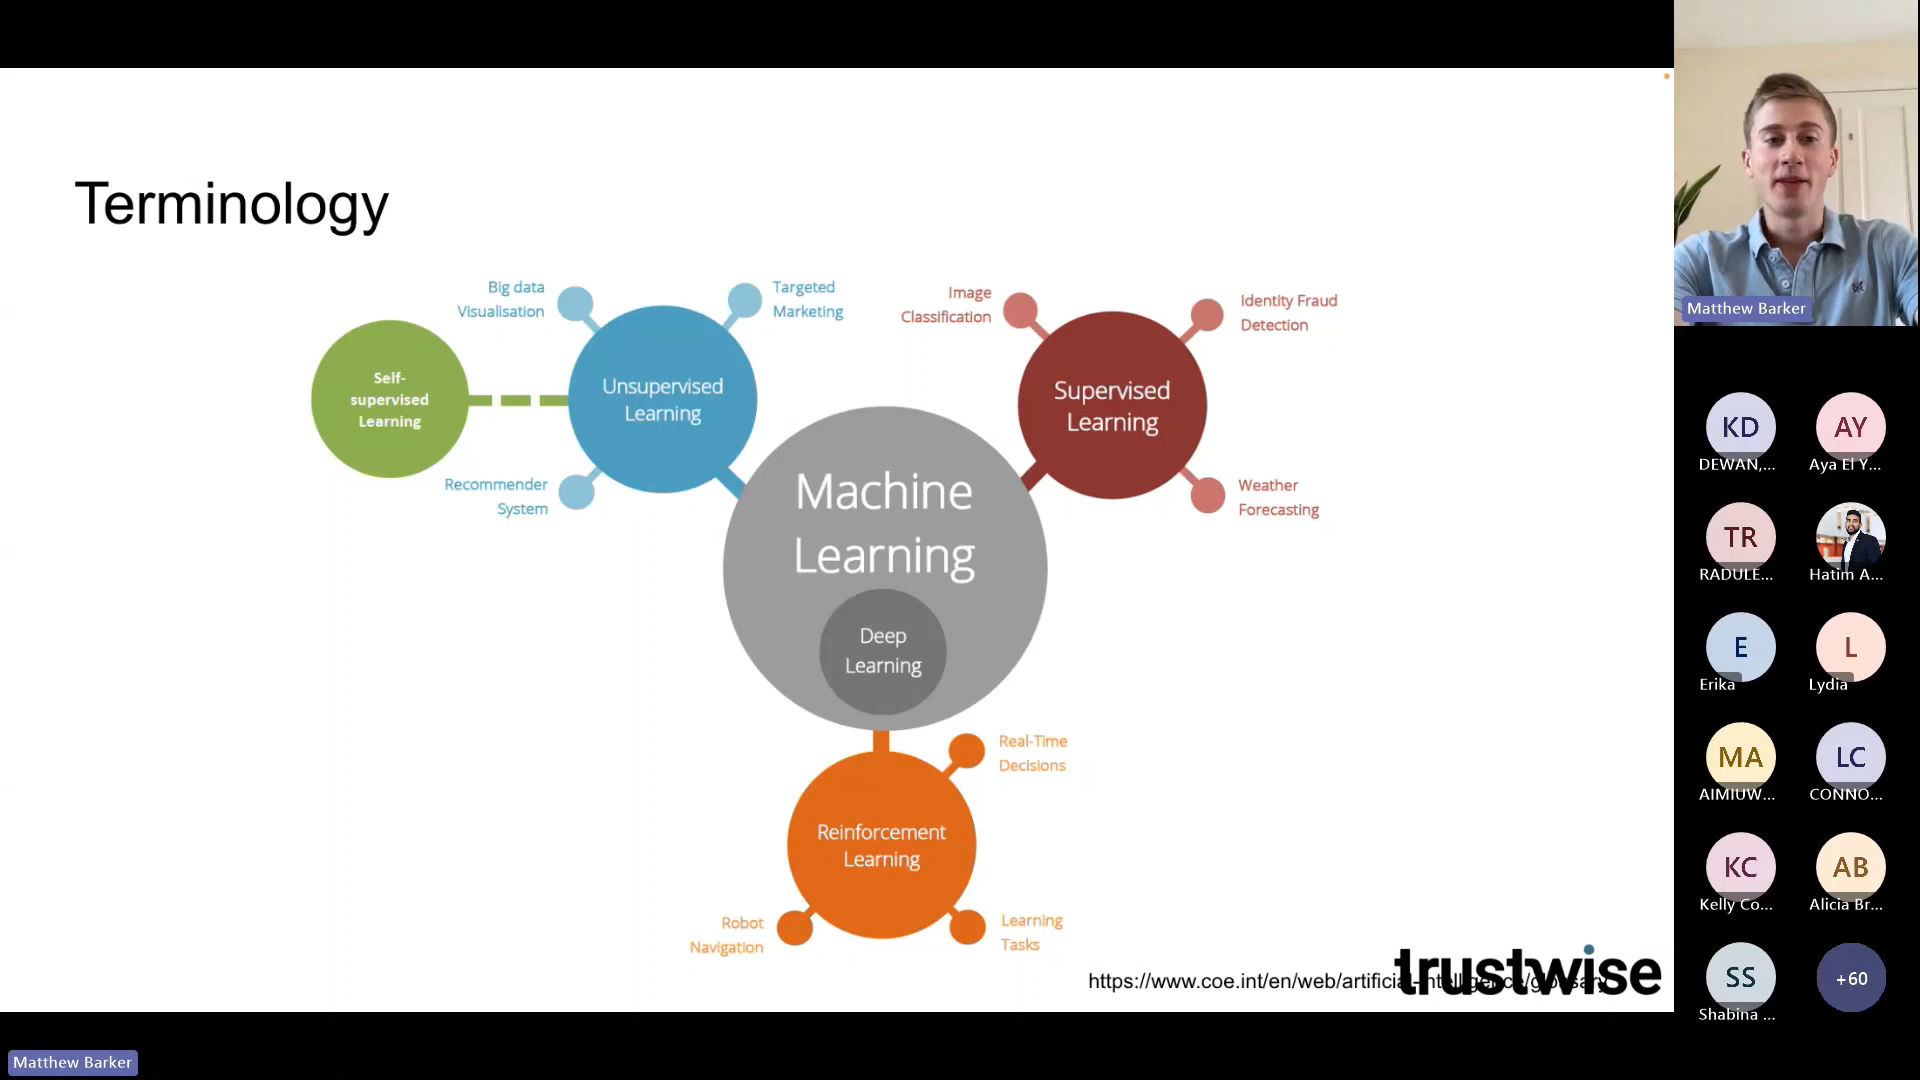 Terminology
Big data
Visualisation
Targeted
Marketing
Image
Classification
Identity Fraud
Detection
Self-
supervised
Learning
Unsupervised
Learning
Supervised
Learning
Recommender
System
Weather
Forecasting
Machine
Learning
Deep
Learning
Real-Time
Decisions
Reinforcement
Learning
Robot
Navigation
Learning
Tasks
https://www.coe.int/en/web/artificial-intelligence/glossary
trustwise
Matthew Barker
Matthew Barker
KD
DEWAN,...
AY
Aya El Y...
TR
RADULE...
Hatim A...
E
Erika
L
Lydia
MA
AIMIUW...
LC
CONNO...
KC
Kelly Co...
AB
Alicia Br...
SS
Shabina ...
+60